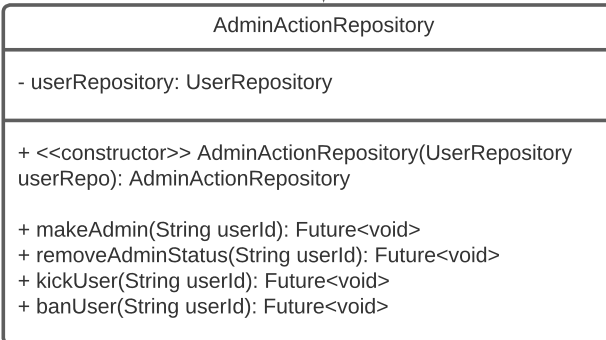 AdminActionRepository
- userRepository: UserRepository
+ <<constructor>> AdminActionRepository(UserRepository
userRepo): AdminActionRepository
+ makeAdmin(String userId): Future<void>
+ removeAdminStatus(String userId): Future<void>
+ kickUser(String userId): Future<void>
+ banUser(String userId): Future<void>